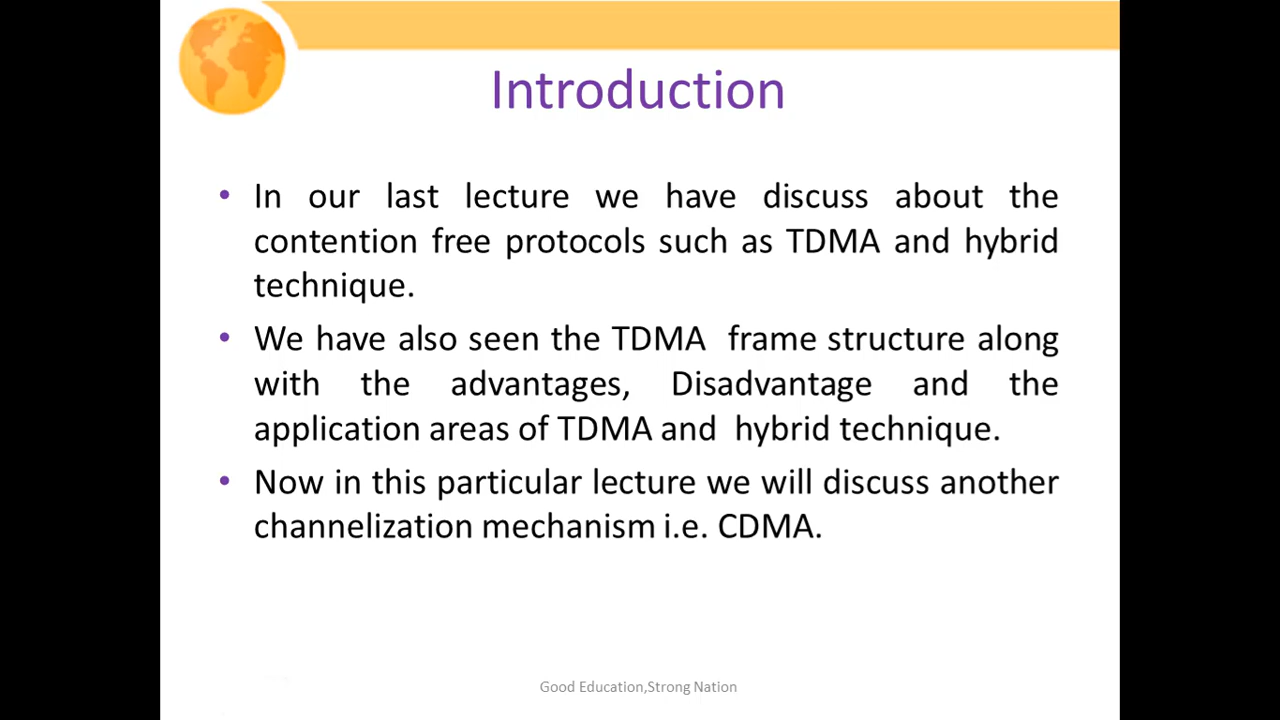 Introduction
• In our last lecture we have discuss about the
contention free protocols such as TDMA and hybrid
technique.
• We have also seen the TDMA frame structure along
with the advantages, Disadvantage and the
application areas of TDMA and hybrid technique.
• Now in this particular lecture we will discuss another
channelization mechanism i.e. CDMA.
Good Education,Strong Nation